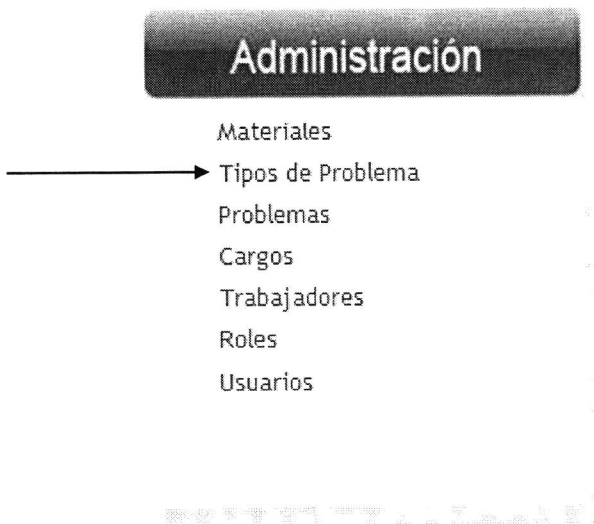 Administración
Materiales
Tipos de Problema
Problemas
Cargos
Trabajadores
Roles
Usuarios